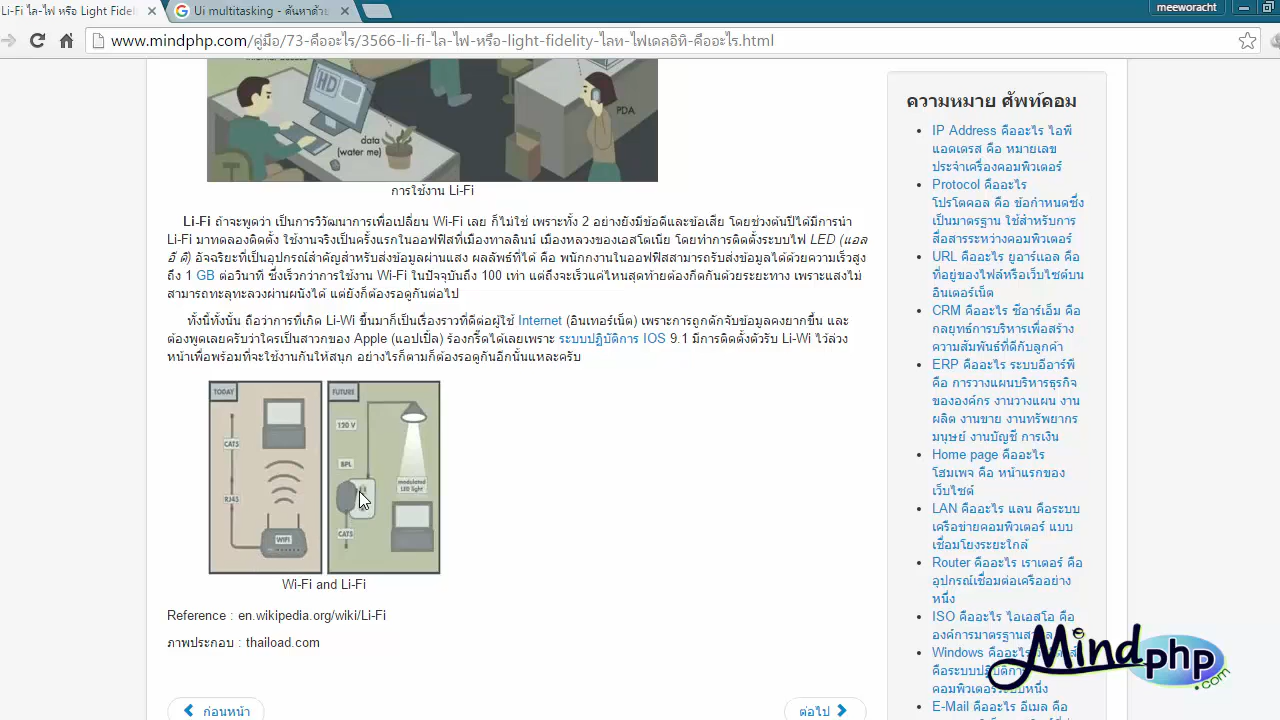 Li-Fi ไล-ไฟ หรือ Light Fidel
Ui multitasking - ค้นหาด้วย
meeworacht
www.mindphp.com/คู่มือ/73-คืออะไร/3566-li-fi-ไล-ไฟ-หรือ-light-fidelity-ไลท-ไฟเดลอิทิ-คืออะไร.html
HD
data
(water me)
PDA
การใช้งาน Li-Fi
Li-Fi ถ้าจะพูดว่า เป็นการวิวัฒนาการเพื่อเปลี่ยน Wi-Fi เลย ก็ไม่ใช่ เพราะทั้ง 2 อย่างยังมีข้อดีและข้อเสีย โดยช่วงต้นปีได้มีการนำ
Li-Fi มาทดลองติดตั้ง ใช้งานจริงเป็นครั้งแรกในออฟฟิสที่เมืองทาลลินน์ เมืองหลวงของเอสโตเนีย โดยทำการติดตั้งระบบไฟ LED (แอล
อี ดี) อัจฉริยะที่เป็นอุปกรณ์สำคัญสำหรับส่งข้อมูลผ่านแสง ผลลัพธ์ที่ได้ คือ พนักกงานในออฟฟิสสามารถรับส่งข้อมูลได้ด้วยความเร็วสูง
ถึง 1 GB ต่อวินาที ซึ่งเร็วกว่าการใช้งาน Wi-Fi ในปัจจุบันถึง 100 เท่า แต่ถึงจะเร็วแค่ไหนสุดท้ายต้องกีดกันด้วยระยะทาง เพราะแสงไม่
สามารถทะลุทะลวงผ่านผนังได้ แต่ยังก็ต้องรอดูกันต่อไป
ทั้งนี้ทั้งนั้น ถือว่าการที่เกิด Li-Wi ขึ้นมาก็เป็นเรื่องราวที่ดีต่อผู้ใช้ Internet (อินเทอร์เน็ต) เพราะการถูกดักจับข้อมูลคงยากขึ้น และ
ต้องพูดเลยครับว่าใครเป็นสาวกของ Apple (แอปเปิ้ล) ร้องกรี๊ดได้เลยเพราะ ระบบปฏิบัติการ IOS 9.1 มีการติดตั้งตัวรับ Li-Wi ไว้ล่วง
หน้าเพื่อพร้อมที่จะใช้งานกันให้สนุก อย่างไรก็ตามก็ต้องรอดูกันอีกนั้นแหละครับ
TODAY
CAT5
RJ45
WIFI
FUTURE
120 V
BPL
CAT5
modulated
LED light
Wi-Fi and Li-Fi
Reference : en.wikipedia.org/wiki/Li-Fi
ภาพประกอบ : thaiload.com
ก่อนหน้า
ต่อไป
ความหมาย ศัพท์คอม
IP Address คืออะไร ไอพี
แอดเดรส คือ หมายเลข
ประจำเครื่องคอมพิวเตอร์
Protocol คืออะไร
โปรโตคอล คือ ข้อกำหนดซึ่ง
เป็นมาตรฐาน ใช้สำหรับการ
สื่อสารระหว่างคอมพิวเตอร์
URL คืออะไร ยูอาร์แอล คือ
ที่อยู่ของไฟล์หรือเว็บไซต์บน
อินเตอร์เน็ต
CRM คืออะไร ซีอาร์เอ็ม คือ
กลยุทธ์การบริหารเพื่อสร้าง
ความสัมพันธ์ที่ดีกับลูกค้า
ERP คืออะไร ระบบอีอาร์พี
คือ การวางแผนบริหารธุรกิจ
ขององค์กร งานวางแผน งาน
ผลิต งานขาย งานทรัพยากร
มนุษย์ งานบัญชี การเงิน
Home page คืออะไร
โฮมเพจ คือ หน้าแรกของ
เว็บไซต์
LAN คืออะไร แลน คือระบบ
เครือข่ายคอมพิวเตอร์ แบบ
เชื่อมโยงระยะใกล้
Router คืออะไร เราเตอร์ คือ
อุปกรณ์เชื่อมต่อเครืออย่าง
หนึ่ง
ISO คืออะไร ไอเอสโอ คือ
องค์การมาตรฐาน
Windows คืออะไร
คือระบบปฏิบัติการ
คอมพิวเตอร์ระบบหนึ่ง
E-Mail คืออะไร อีเมล คือ
Mindphp.com